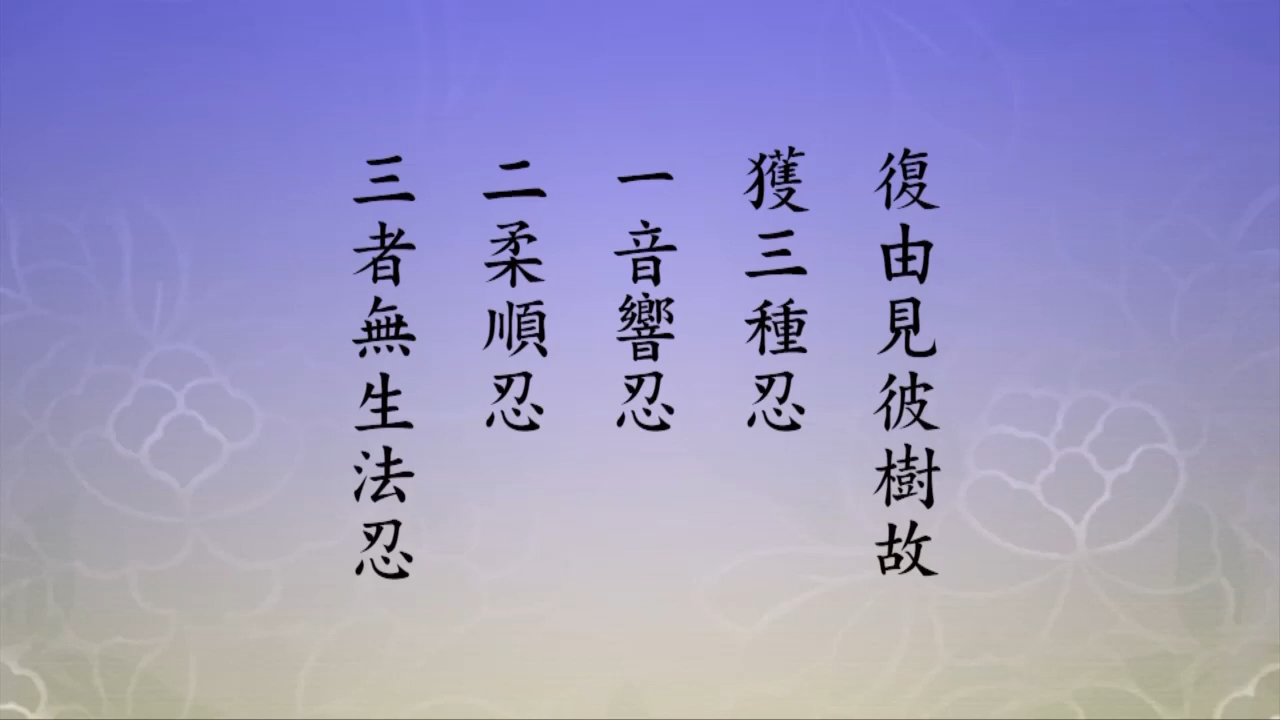 復由見彼樹故
獲三種忍
一音響忍
二柔順忍
三者無生法忍